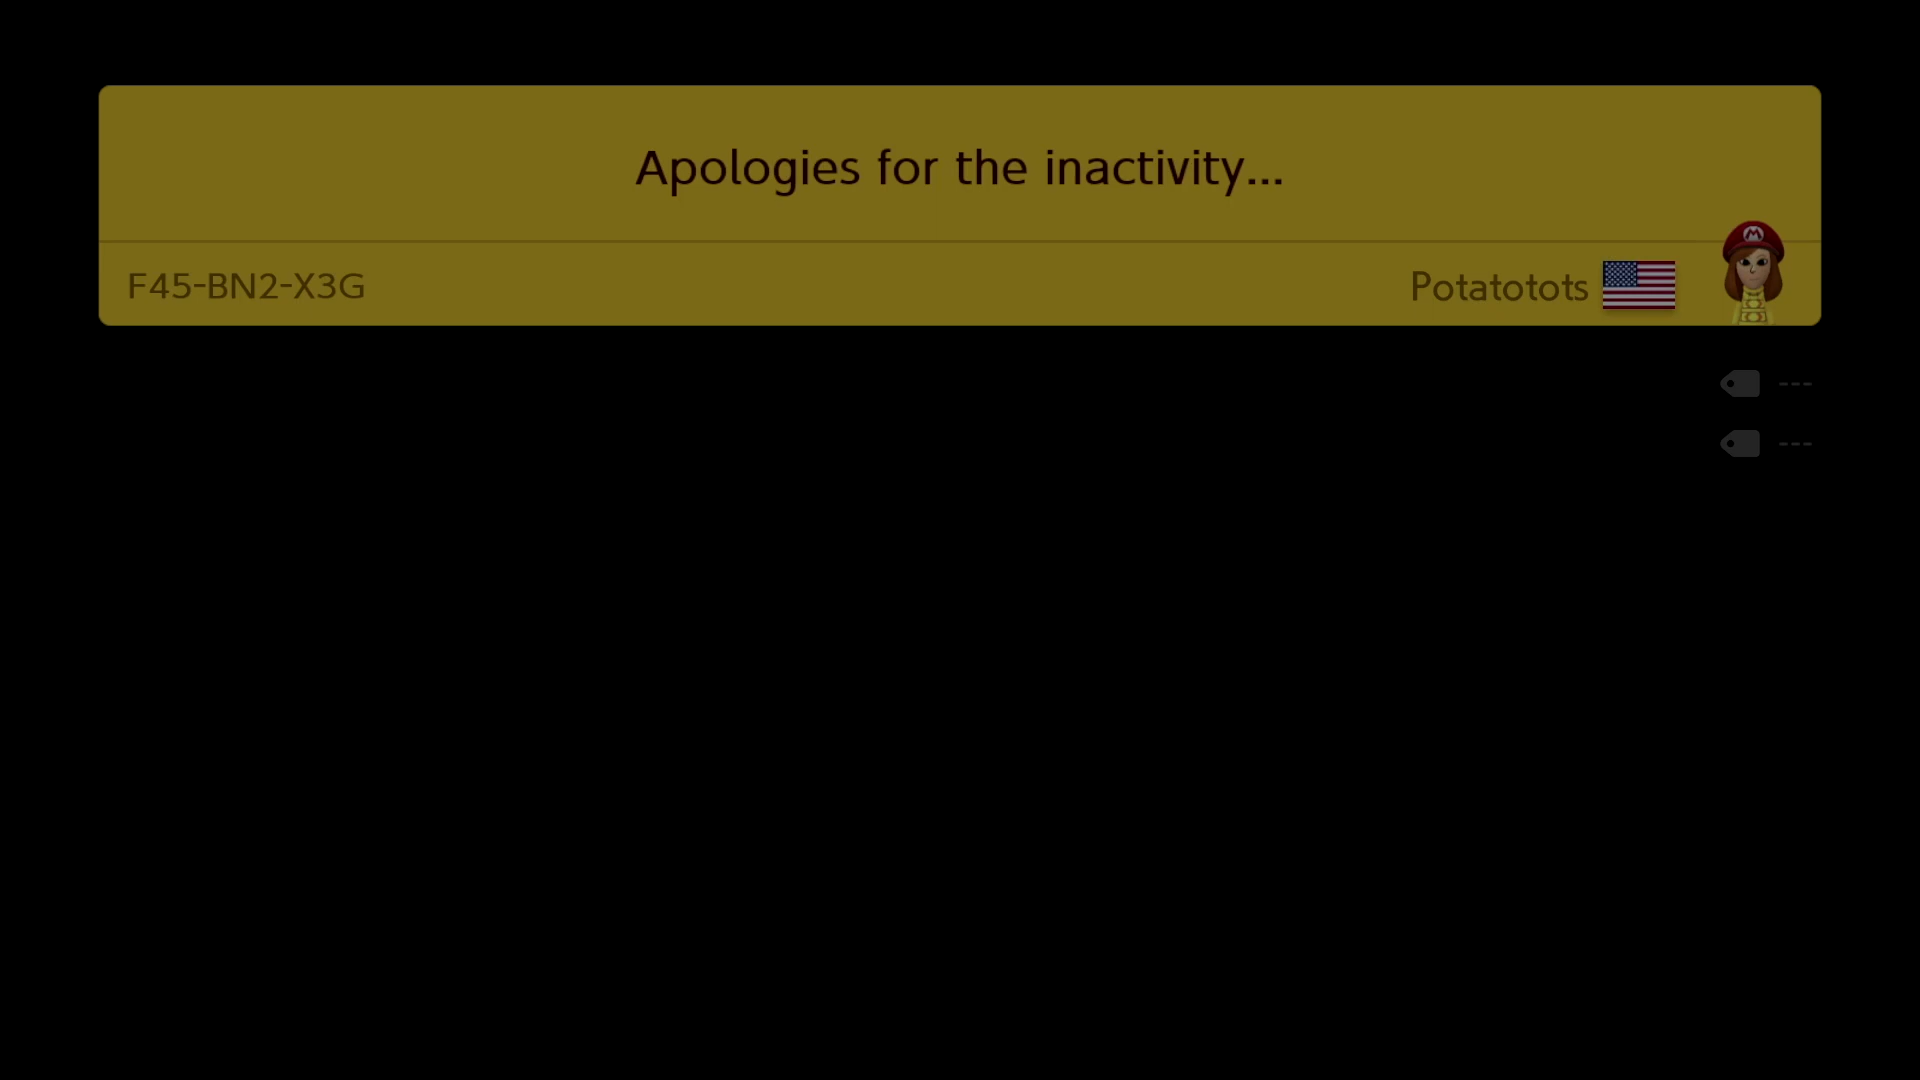 Apologies for the inactivity...
F45-BN2-X3G
Potatotots
M
---
---